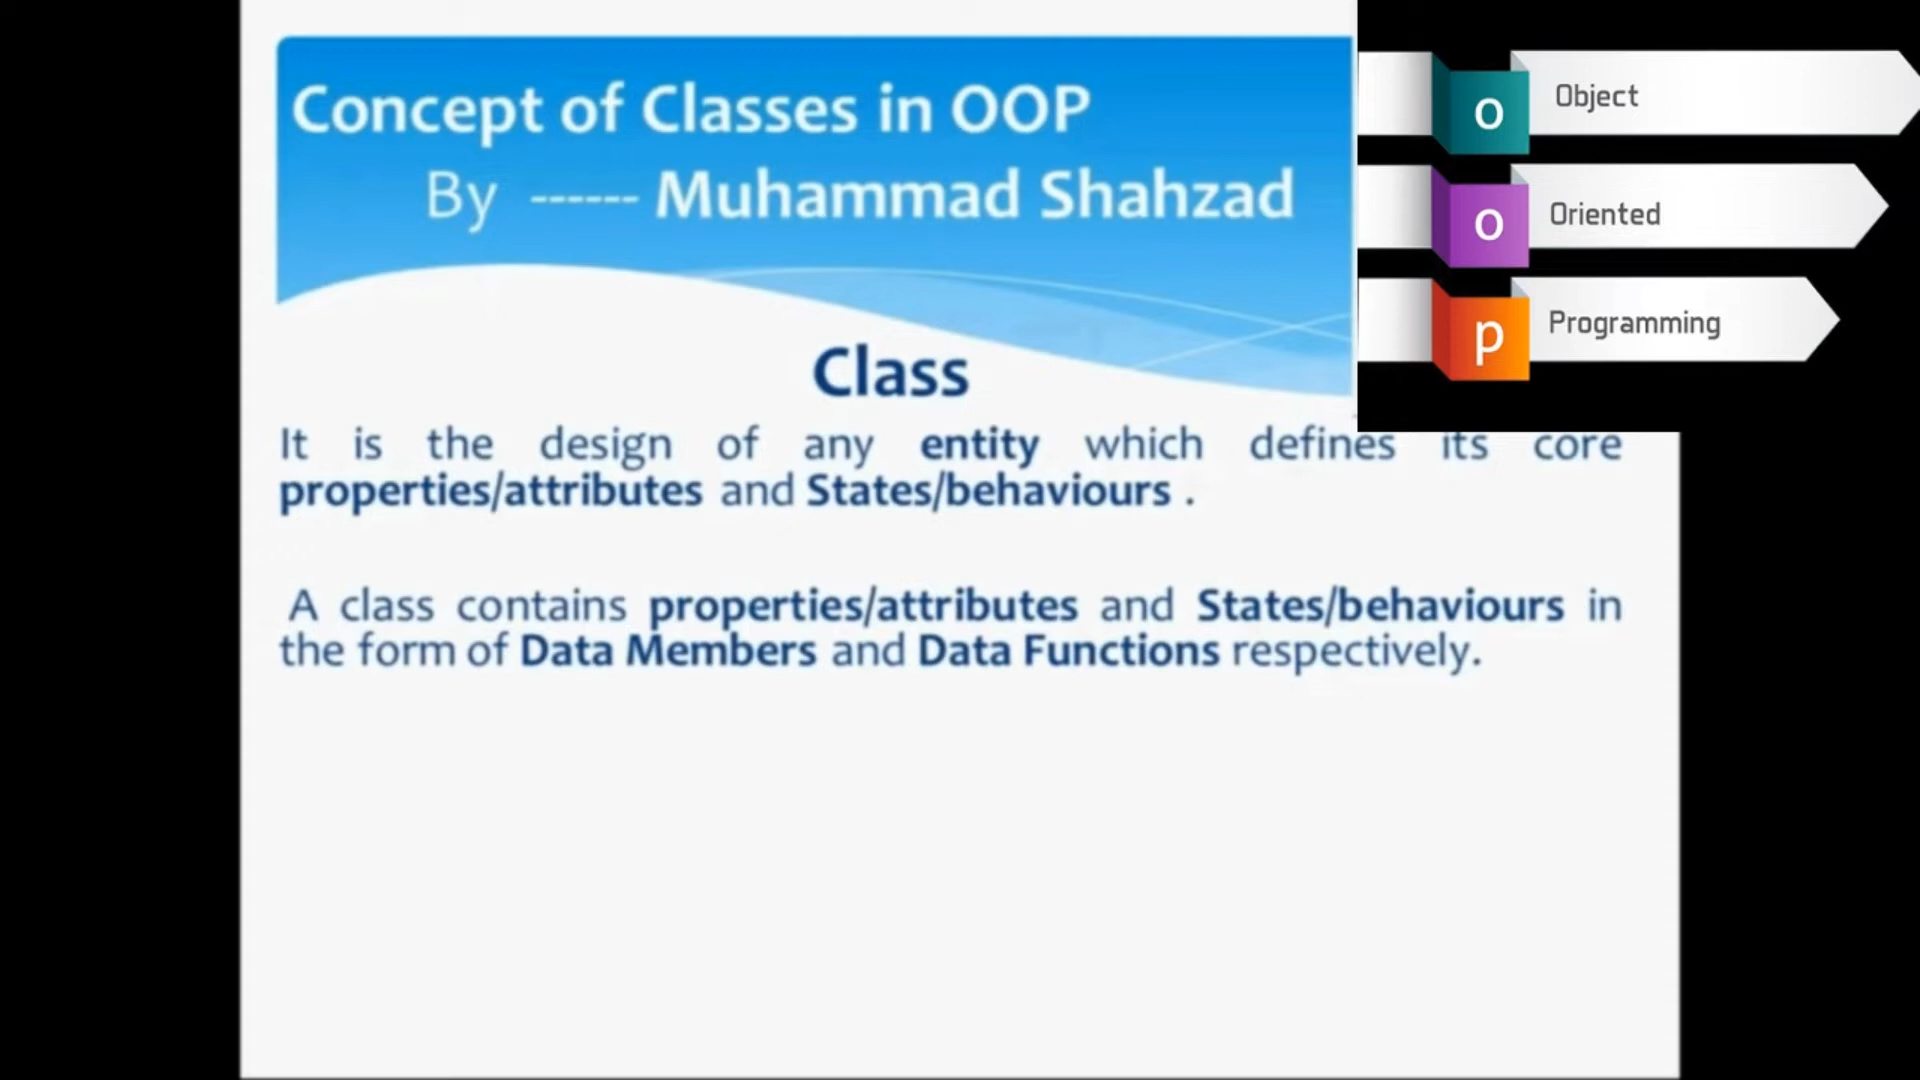 Concept of Classes in OOP
By ------ Muhammad Shahzad
o Object
o Oriented
p Programming
Class
It is the design of any entity which defines its core
properties/attributes and States/behaviours .
A class contains properties/attributes and States/behaviours in
the form of Data Members and Data Functions respectively.